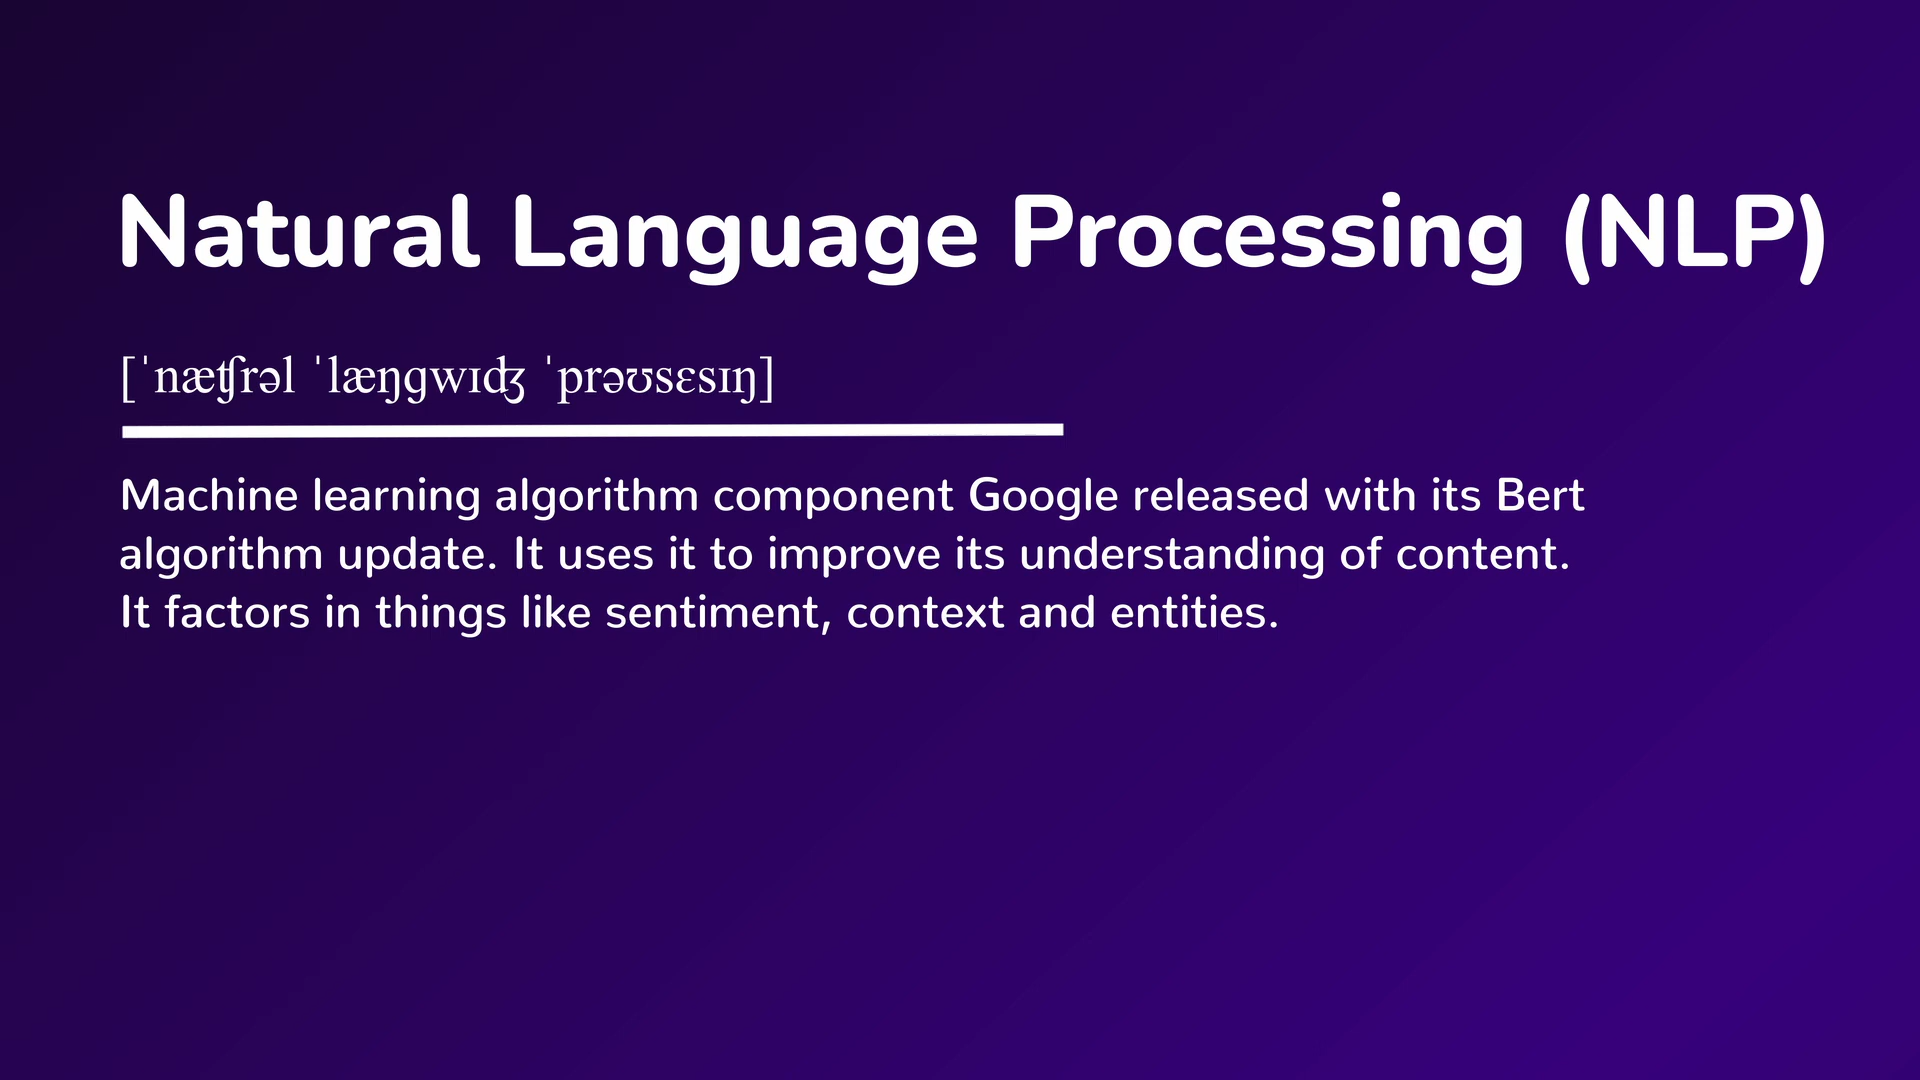 Natural Language Processing (NLP)
[ˈnæʧrəl ˈlæŋgwɪʤ ˈprəʊsɛsɪŋ]
Machine learning algorithm component Google released with its Bert
algorithm update. It uses it to improve its understanding of content.
It factors in things like sentiment, context and entities.